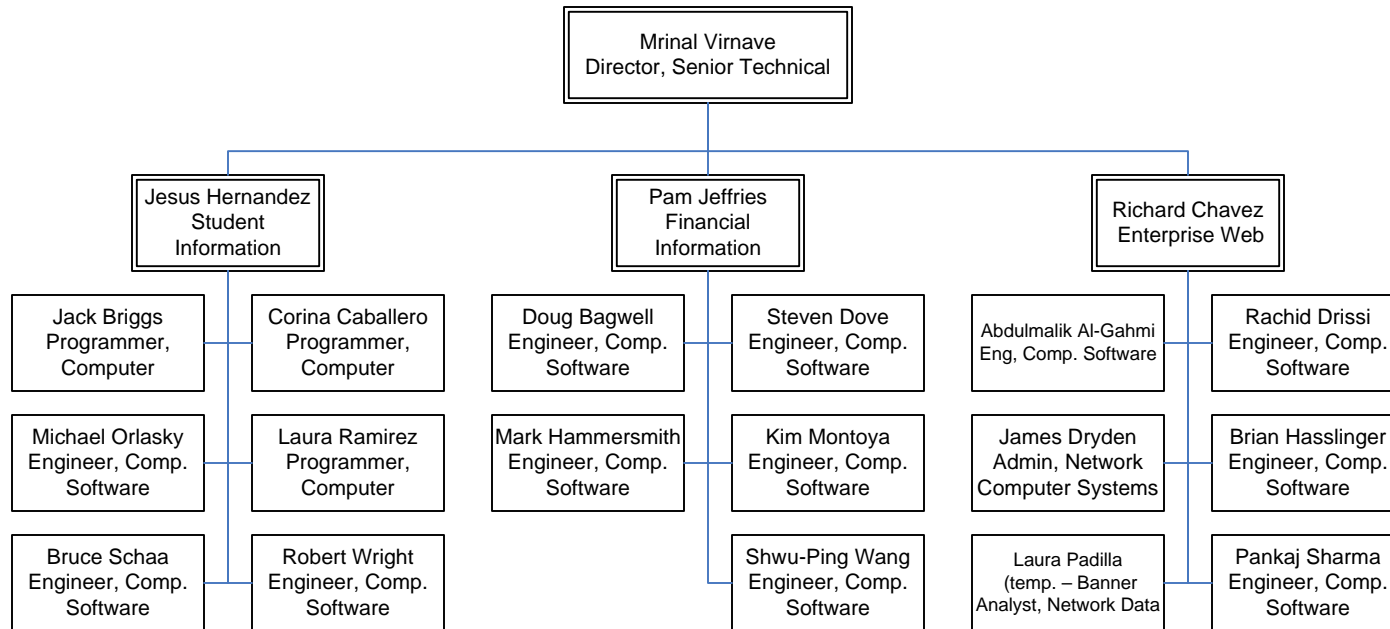 Mrinal Virnave
Director, Senior Technical
Jesus Hernandez
Student
Information
Pam Jeffries
Financial
Information
Richard Chavez
Enterprise Web
Jack Briggs
Programmer,
Computer
Corina Caballero
Programmer,
Computer
Doug Bagwell
Engineer, Comp.
Software
Steven Dove
Engineer, Comp.
Software
Abdulmalik Al-Gahmi
Eng, Comp. Software
Rachid Drissi
Engineer, Comp.
Software
Michael Orlasky
Engineer, Comp.
Software
Laura Ramirez
Programmer,
Computer
Mark Hammersmith
Engineer, Comp.
Software
Kim Montoya
Engineer, Comp.
Software
James Dryden
Admin, Network
Computer Systems
Brian Hasslinger
Engineer, Comp.
Software
Bruce Schaa
Engineer, Comp.
Software
Robert Wright
Engineer, Comp.
Software
Shwu-Ping Wang
Engineer, Comp.
Software
Laura Padilla
(temp. – Banner
Analyst, Network Data
Pankaj Sharma
Engineer, Comp.
Software